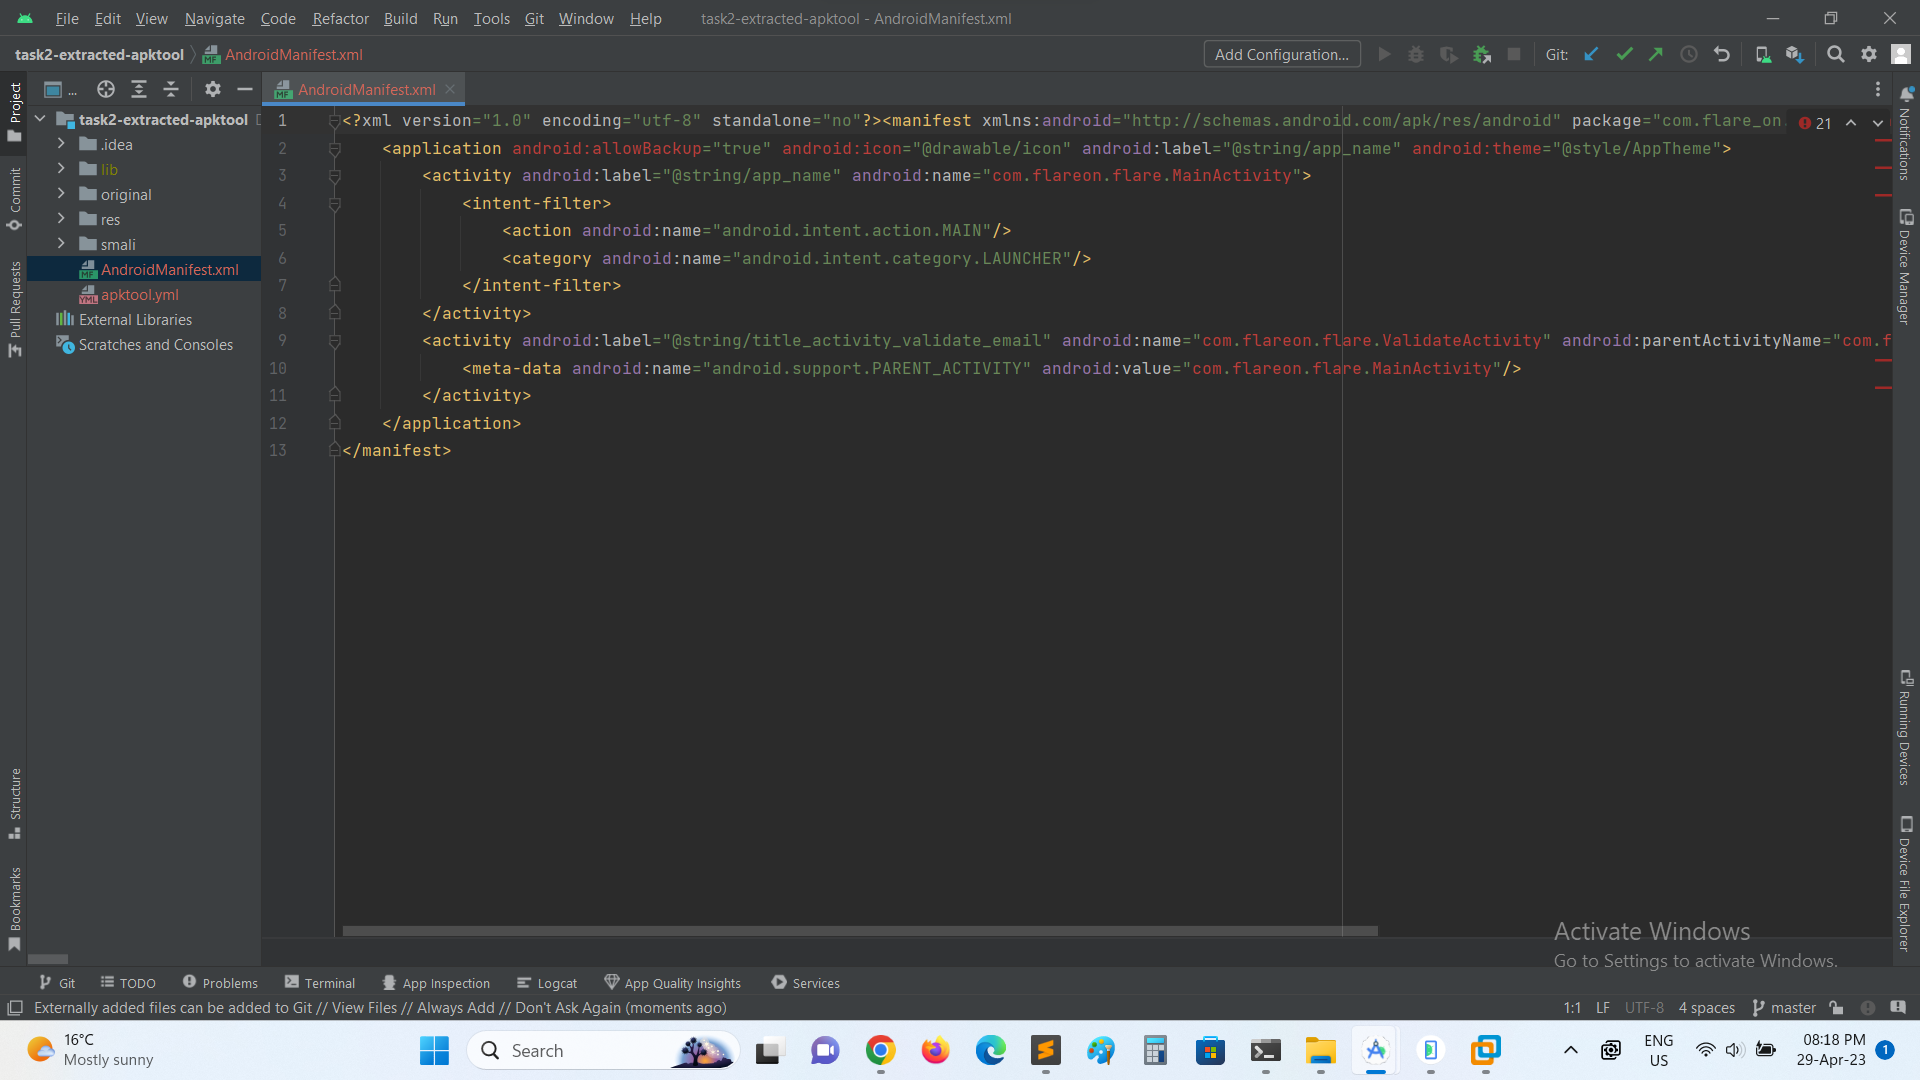 File Edit View Navigate Code Refactor Build Run Tools Git Window Help task2-extracted-apktool - AndroidManifest.xml
task2-extracted-apktool AndroidManifest.xml Add Configuration... Git:
... AndroidManifest.xml
Project
Commit
Pull Requests
Structure
Bookmarks
task2-extracted-apktool
.idea
lib
original
res
smali
AndroidManifest.xml
apktool.yml
External Libraries
Scratches and Consoles
1 <?xml version="1.0" encoding="utf-8" standalone="no"?><manifest xmlns:android="http://schemas.android.com/apk/res/android" package="com.flare_on. 21
2 <application android:allowBackup="true" android:icon="@drawable/icon" android:label="@string/app_name" android:theme="@style/AppTheme">
3 <activity android:label="@string/app_name" android:name="com.flareon.flare.MainActivity">
4 <intent-filter>
5 <action android:name="android.intent.action.MAIN"/>
6 <category android:name="android.intent.category.LAUNCHER"/>
7 </intent-filter>
8 </activity>
9 <activity android:label="@string/title_activity_validate_email" android:name="com.flareon.flare.ValidateActivity" android:parentActivityName="com.f
10 <meta-data android:name="android.support.PARENT_ACTIVITY" android:value="com.flareon.flare.MainActivity"/>
11 </activity>
12 </application>
13 </manifest>
Notifications
Device Manager
Running Devices
Device File Explorer
Activate Windows
Go to Settings to activate Windows.
Git TODO Problems Terminal App Inspection Logcat App Quality Insights Services
Externally added files can be added to Git // View Files // Always Add // Don't Ask Again (moments ago) 1:1 LF UTF-8 4 spaces master
16°C
Mostly sunny
Search
ENG
US
08:18 PM
29-Apr-23
1